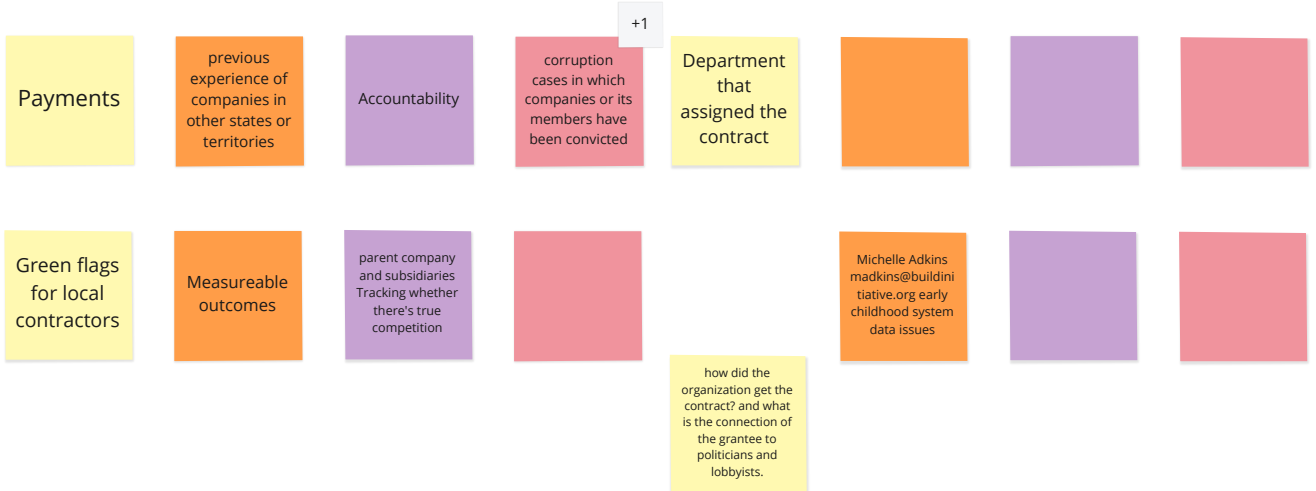 +1
Payments
previous
experience of
companies in
other states or
territories
Accountability
corruption
cases in which
companies or its
members have
been convicted
Department
that
assigned the
contract
Green flags
for local
contractors
Measureable
outcomes
parent company
and subsidiaries
Tracking whether
there's true
competition
Michelle Adkins
madkins@buildini
tiative.org early
childhood system
data issues
how did the
organization get the
contract? and what
is the connection of
the grantee to
politicians and
lobbyists.